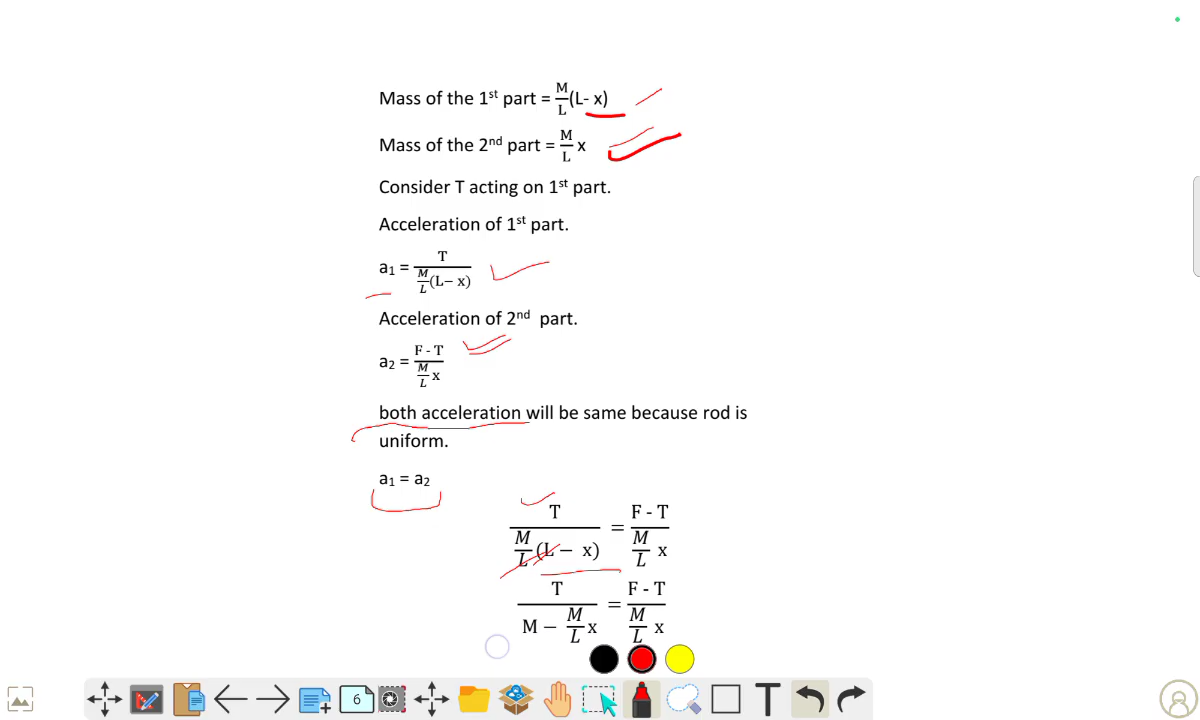 Mass of the 1st part = M/L (L- x)
Mass of the 2nd part = M/L x
Consider T acting on 1st part.
Acceleration of 1st part.
a₁ = T / (M/L (L− x))
Acceleration of 2nd part.
a₂ = F - T / (M/L x)
both acceleration will be same because rod is
uniform.
a₁ = a₂
T / (M/L (L − x)) = F - T / (M/L x)
T / (M − M/L x) = F - T / (M/L x)
6
T